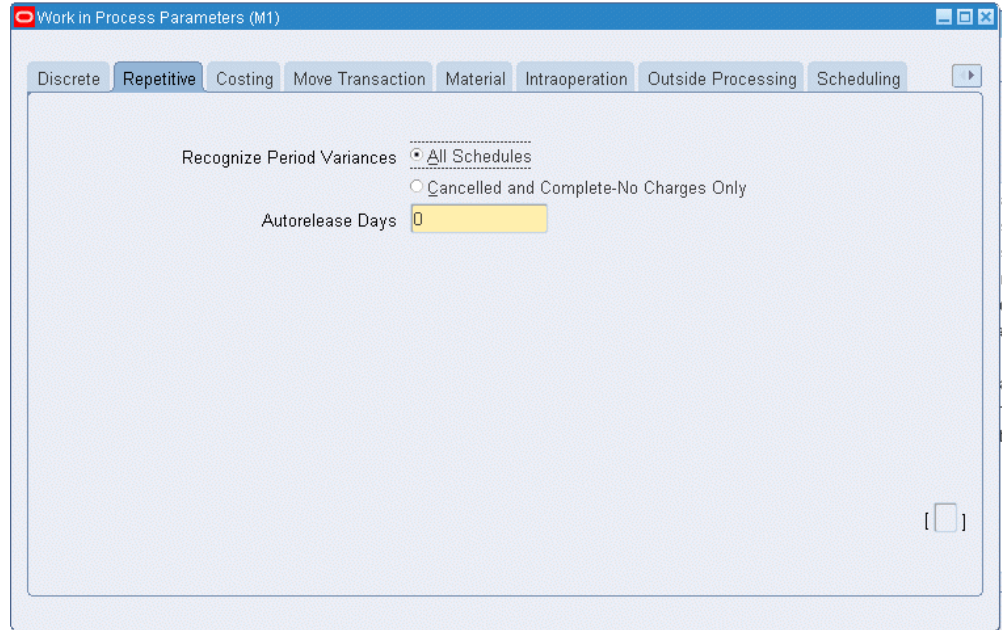 Work in Process Parameters (M1)
Discrete Repetitive Costing Move Transaction Material Intraoperation Outside Processing Scheduling
Recognize Period Variances All Schedules
Cancelled and Complete-No Charges Only
Autorelease Days 0
[ ]